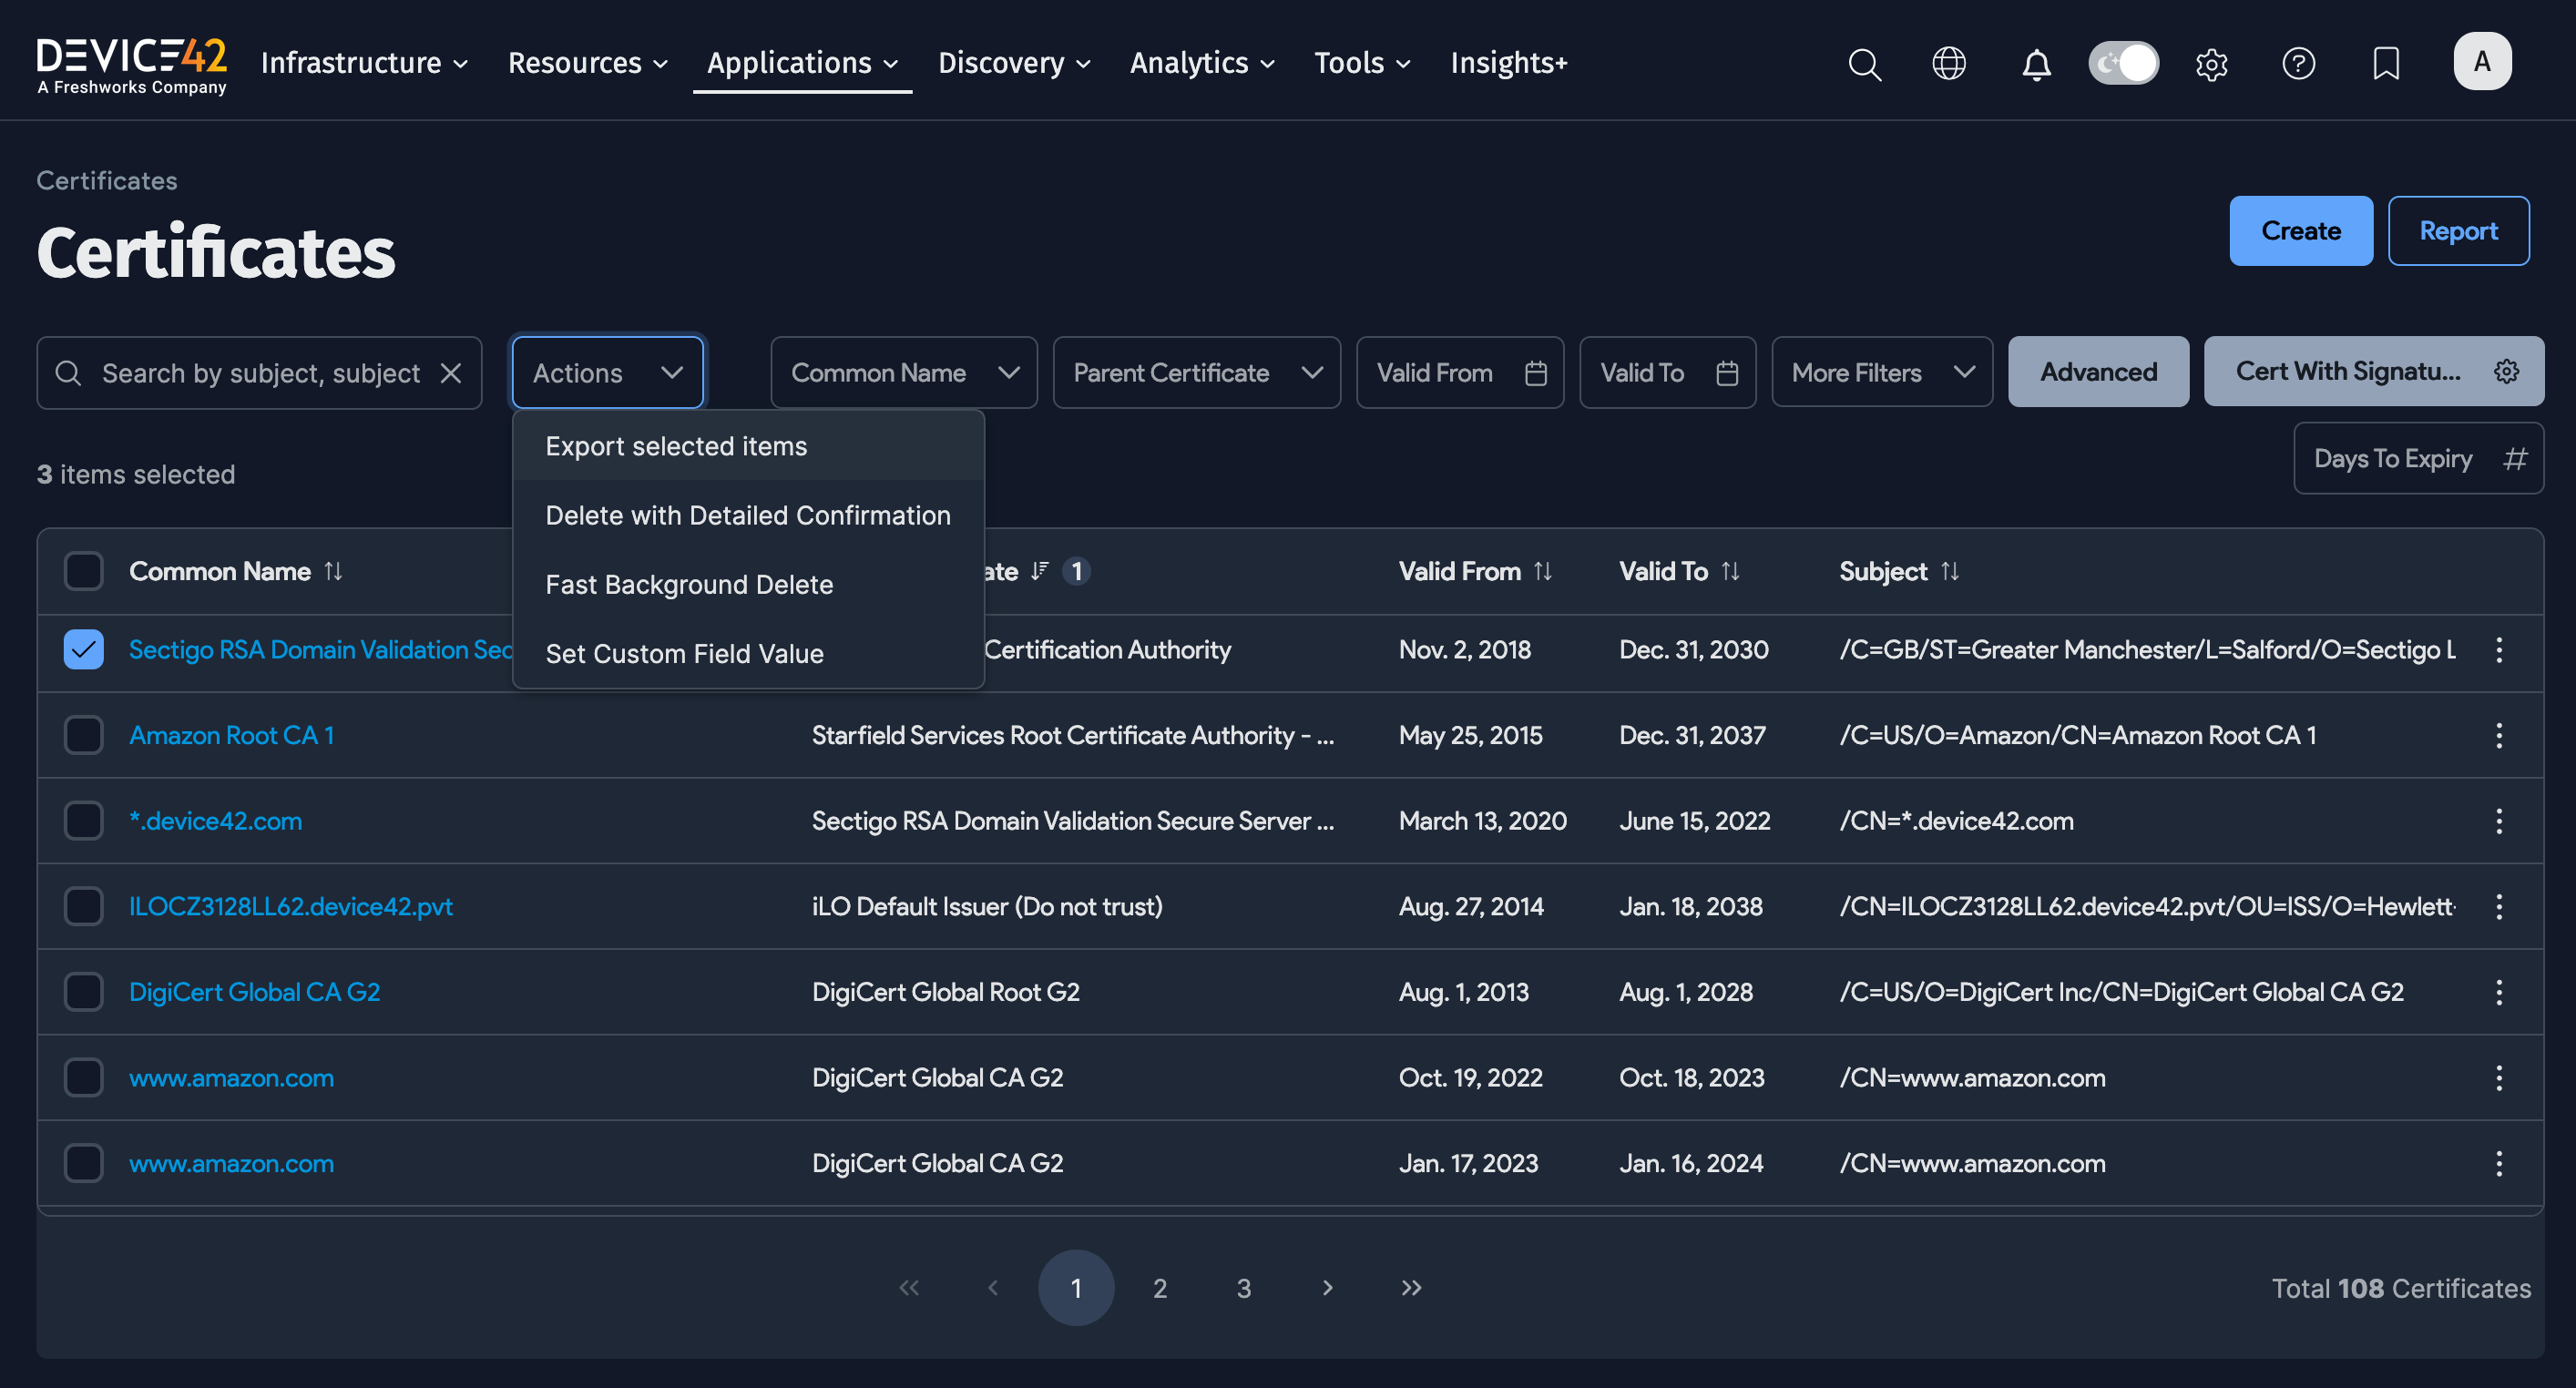 DEVICE42
A Freshworks Company
Infrastructure
Resources
Applications
Discovery
Analytics
Tools
Insights+
A
Certificates
Certificates
Create
Report
Search by subject, subject
Actions
Common Name
Parent Certificate
Valid From
Valid To
More Filters
Advanced
Cert With Signatu...
Export selected items
Delete with Detailed Confirmation
Fast Background Delete
Set Custom Field Value
3 items selected
Days To Expiry #
Common Name
ate 1
Valid From
Valid To
Subject
Sectigo RSA Domain Validation Sec
Certification Authority
Nov. 2, 2018
Dec. 31, 2030
/C=GB/ST=Greater Manchester/L=Salford/O=Sectigo L
Amazon Root CA 1
Starfield Services Root Certificate Authority - ...
May 25, 2015
Dec. 31, 2037
/C=US/O=Amazon/CN=Amazon Root CA 1
*.device42.com
Sectigo RSA Domain Validation Secure Server ...
March 13, 2020
June 15, 2022
/CN=*.device42.com
ILOCZ3128LL62.device42.pvt
iLO Default Issuer (Do not trust)
Aug. 27, 2014
Jan. 18, 2038
/CN=ILOCZ3128LL62.device42.pvt/OU=ISS/O=Hewlett-
DigiCert Global CA G2
DigiCert Global Root G2
Aug. 1, 2013
Aug. 1, 2028
/C=US/O=DigiCert Inc/CN=DigiCert Global CA G2
www.amazon.com
DigiCert Global CA G2
Oct. 19, 2022
Oct. 18, 2023
/CN=www.amazon.com
www.amazon.com
DigiCert Global CA G2
Jan. 17, 2023
Jan. 16, 2024
/CN=www.amazon.com
« ‹ 1 2 3 › »
Total 108 Certificates